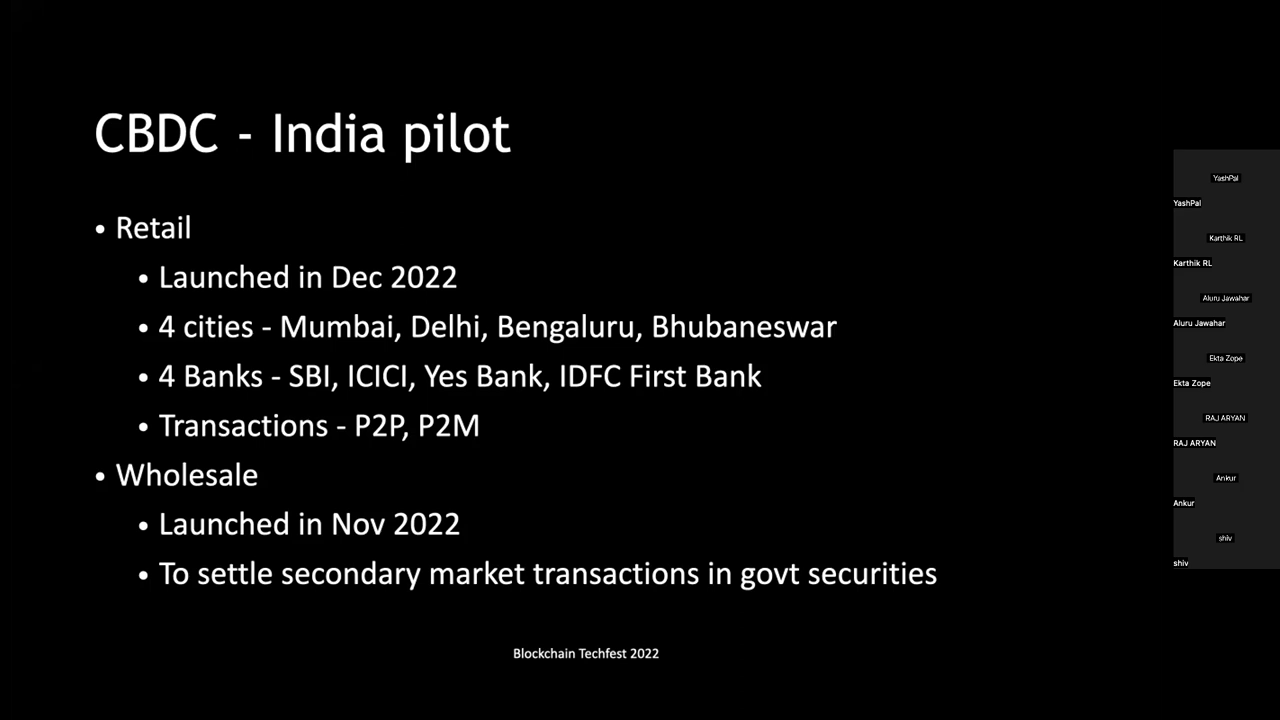 CBDC - India pilot
• Retail
• Launched in Dec 2022
• 4 cities - Mumbai, Delhi, Bengaluru, Bhubaneswar
• 4 Banks - SBI, ICICI, Yes Bank, IDFC First Bank
• Transactions - P2P, P2M
• Wholesale
• Launched in Nov 2022
• To settle secondary market transactions in govt securities
Blockchain Techfest 2022
YashPal
YashPal
Karthik RL
Karthik RL
Aluru Jawahar
Aluru Jawahar
Ekta Zope
Ekta Zope
RAJ ARYAN
RAJ ARYAN
Ankur
Ankur
shiv
shiv